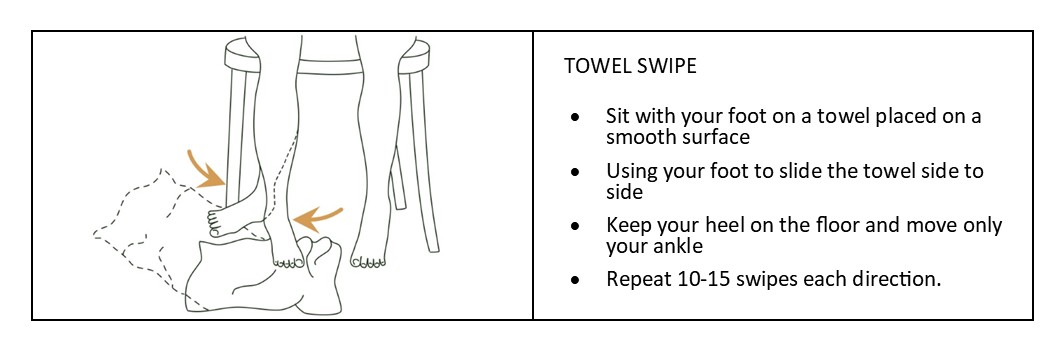 TOWEL SWIPE
• Sit with your foot on a towel placed on a
smooth surface
• Using your foot to slide the towel side to
side
• Keep your heel on the floor and move only
your ankle
• Repeat 10-15 swipes each direction.